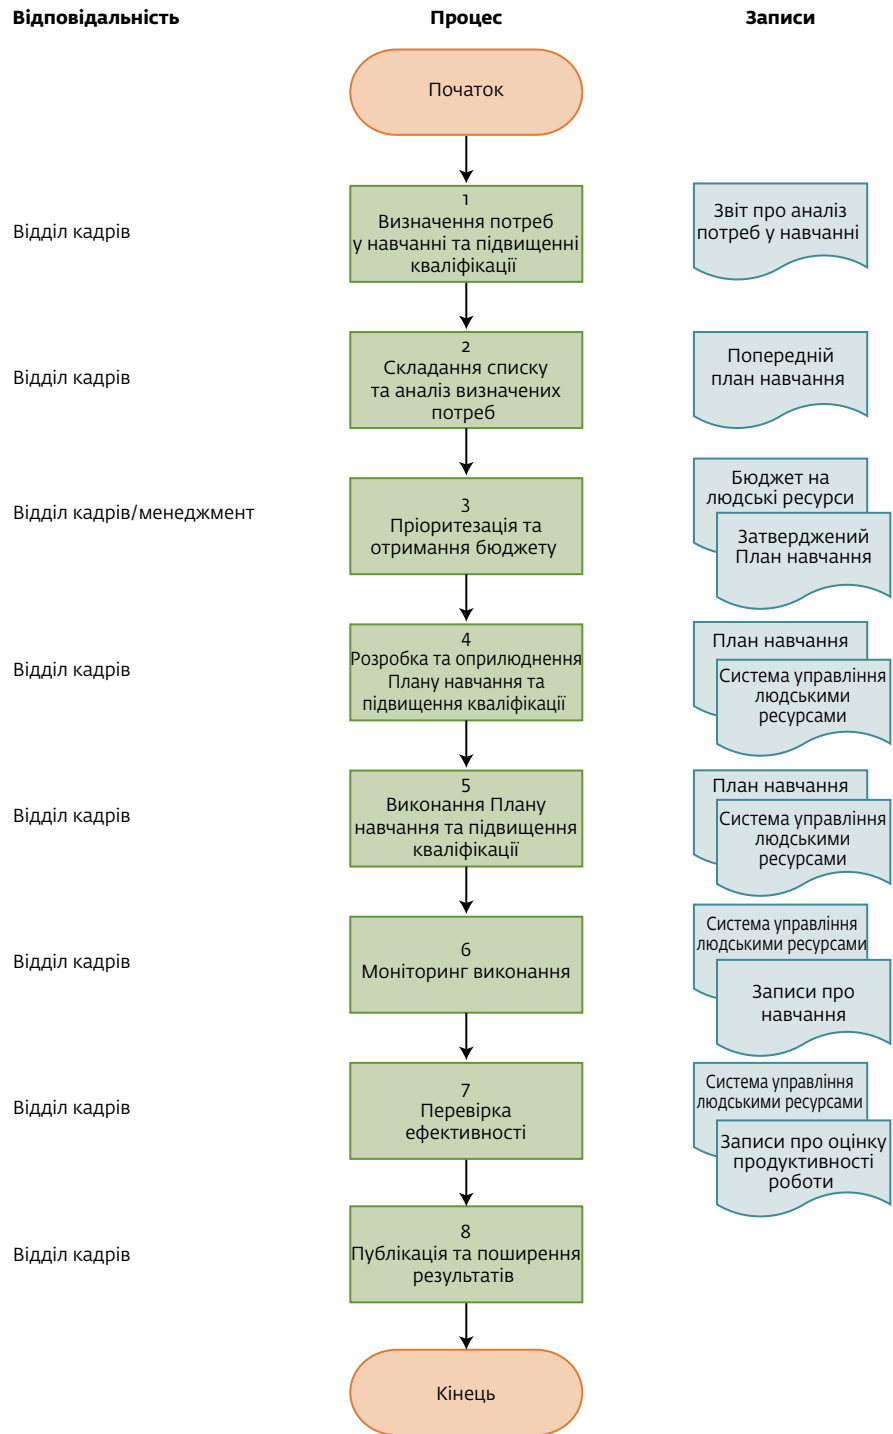 Відповідальність
Процес
Записи
Початок
Відділ кадрів
1
Визначення потреб
у навчанні та підвищенні
кваліфікації
Звіт про аналіз
потреб у навчанні
Відділ кадрів
2
Складання списку
та аналіз визначених
потреб
Попередній
план навчання
Відділ кадрів/менеджмент
3
Пріоритезація та
отримання бюджету
Бюджет на
людські ресурси
Затверджений
План навчання
Відділ кадрів
4
Розробка та оприлюднення
Плану навчання та
підвищення кваліфікації
План навчання
Система управління
людськими
ресурсами
Відділ кадрів
5
Виконання Плану
навчання та підвищення
кваліфікації
План навчання
Система управління
людськими
ресурсами
Відділ кадрів
6
Моніторинг виконання
Система управління
людськими ресурсами
Записи про
навчання
Відділ кадрів
7
Перевірка
ефективності
Система управління
людськими ресурсами
Записи про оцінку
продуктивності
роботи
Відділ кадрів
8
Публікація та поширення
результатів
Кінець